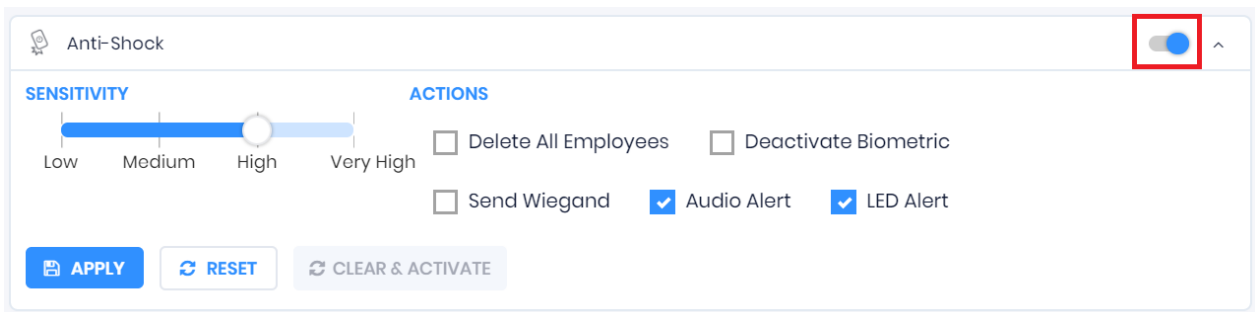 Anti-Shock
SENSITIVITY
Low Medium High Very High
ACTIONS
Delete All Employees Deactivate Biometric
Send Wiegand Audio Alert LED Alert
APPLY RESET CLEAR & ACTIVATE